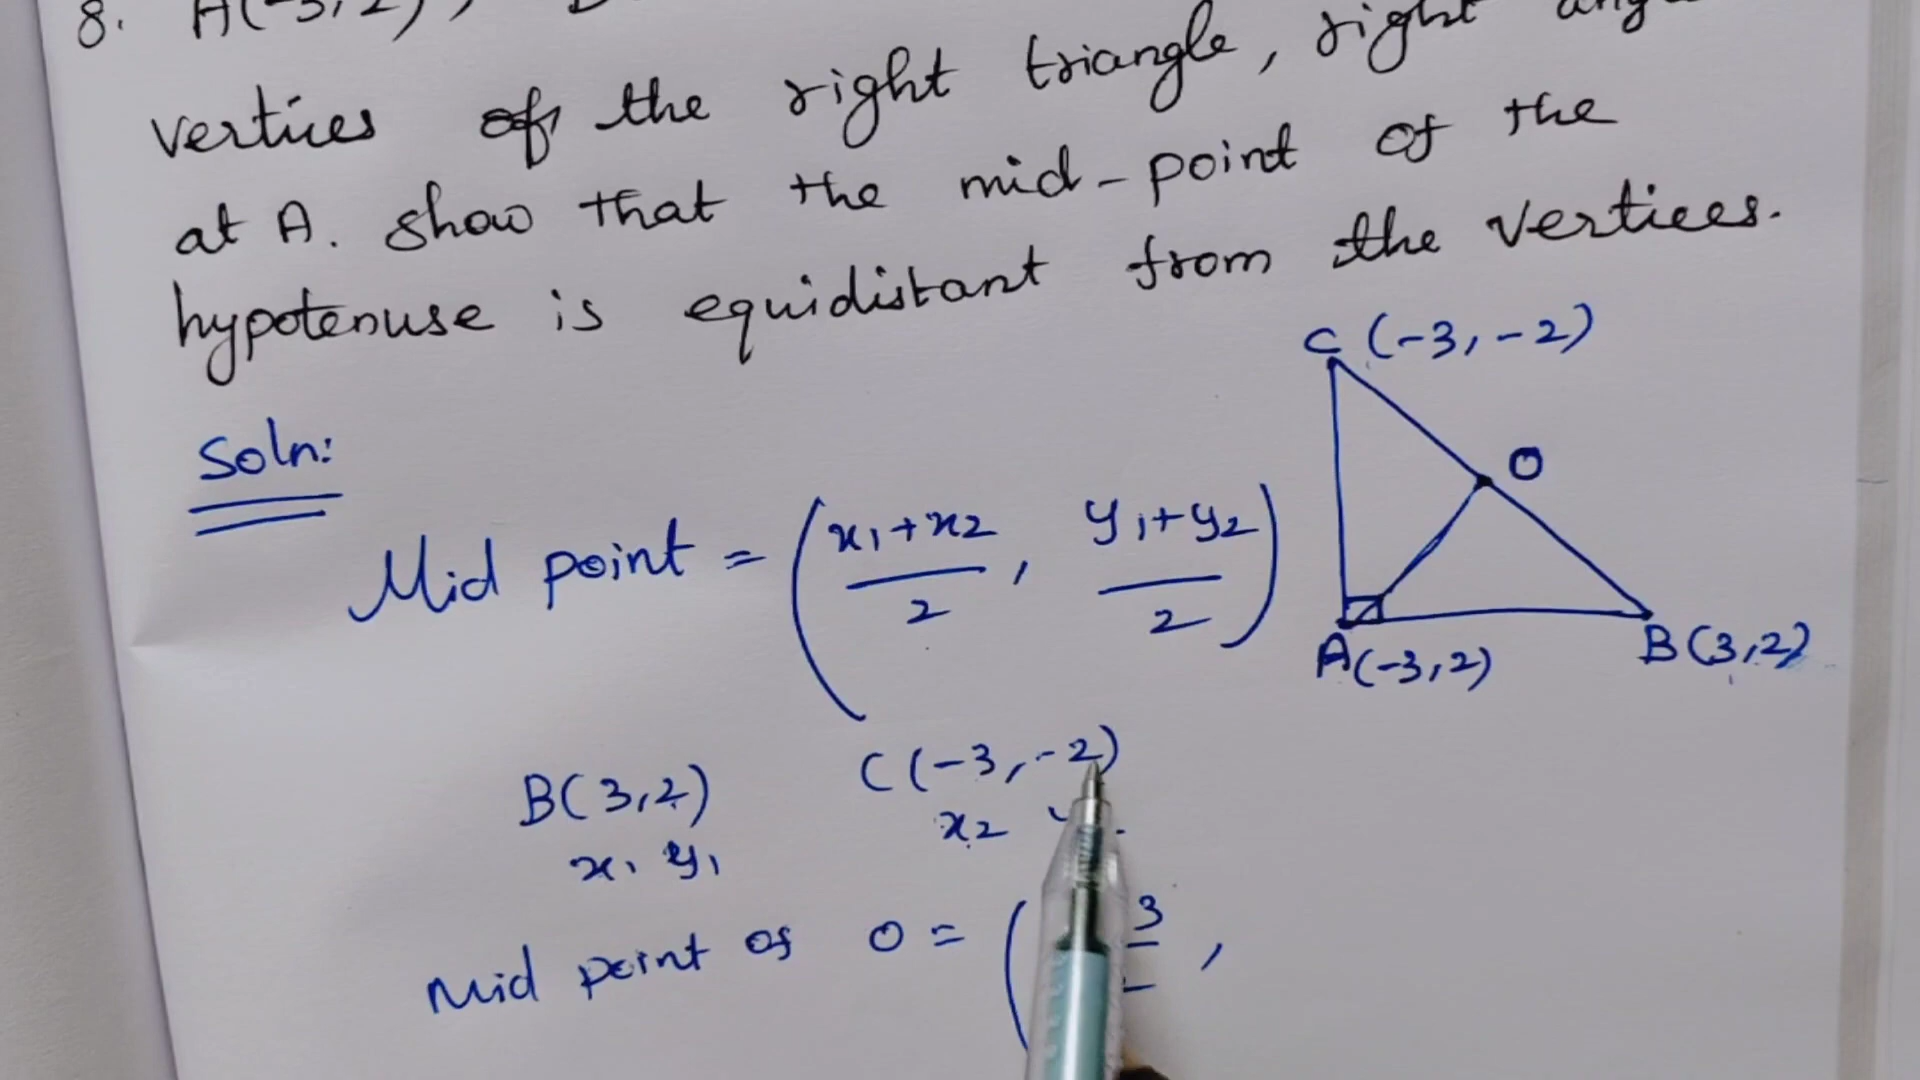 8. A(-3, 2),
vertices of the right triangle, right
at A. show that the mid-point of the
hypotenuse is equidistant from the vertices.
C (-3, -2)
Soln:
O
Mid point = (x1+x2/2, y1+y2/2)
A(-3,2) B(3,2)
B(3,2) C(-3,-2)
x1 y1 x2
Mid point of O = ( 3 ,